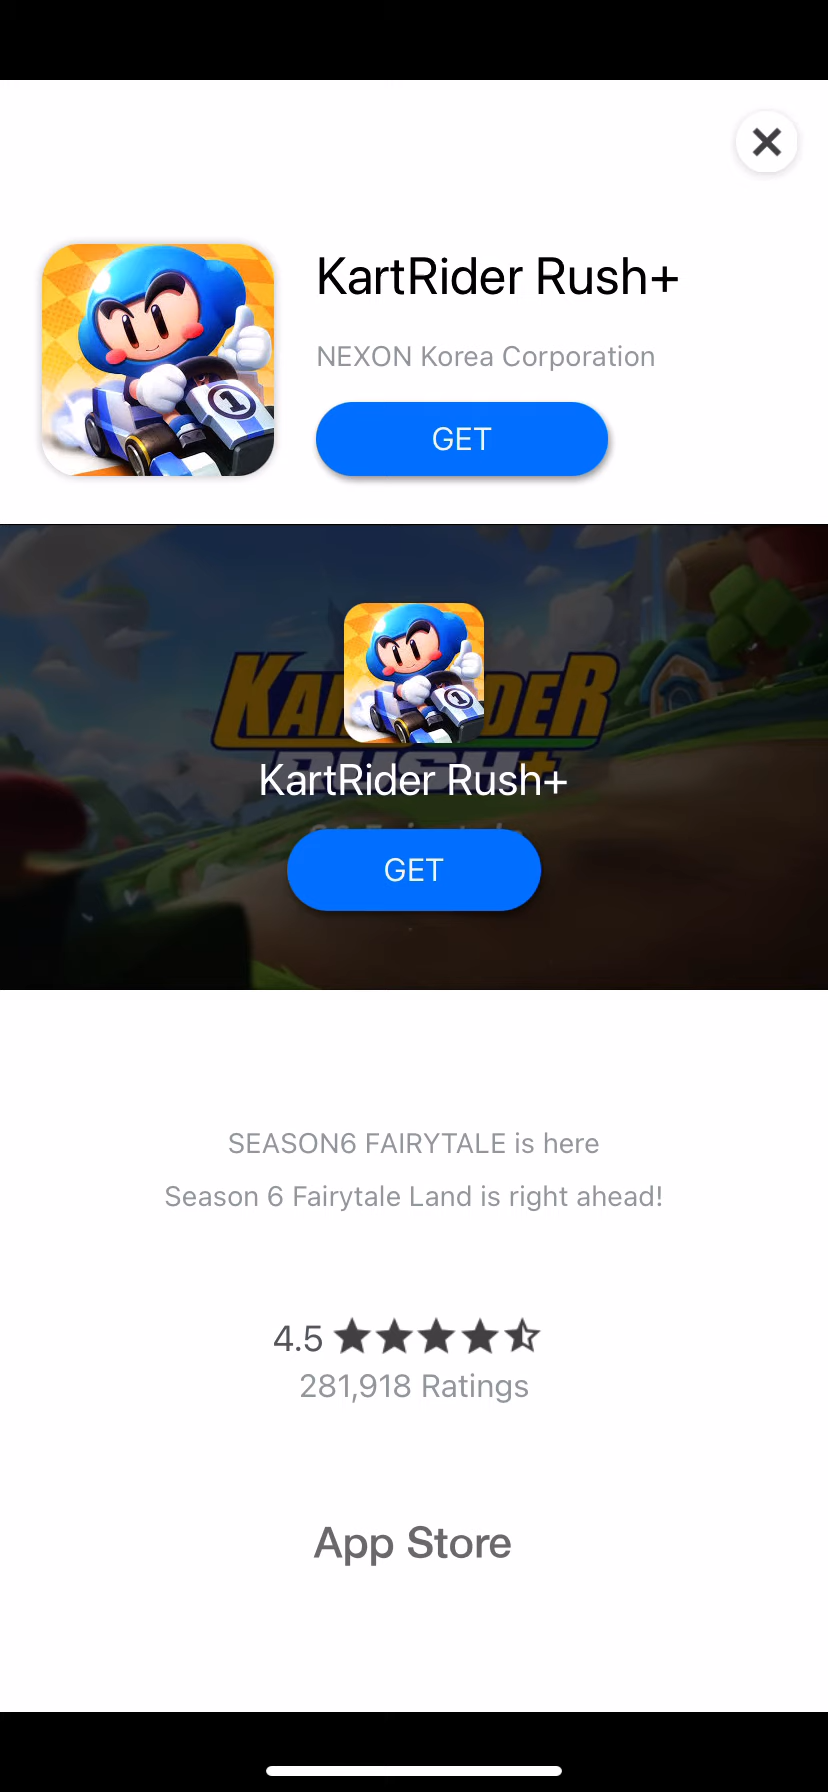 KartRider Rush+
NEXON Korea Corporation
GET
KartRider Rush+
GET
SEASON6 FAIRYTALE is here
Season 6 Fairytale Land is right ahead!
4.5
281,918 Ratings
App Store